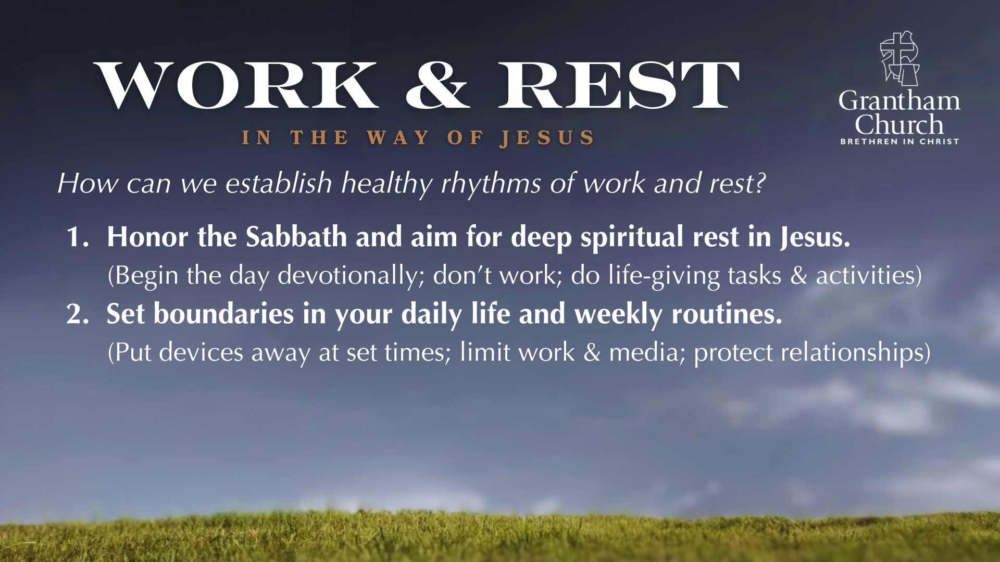 WORK & REST
IN THE WAY OF JESUS
Grantham
Church
BRETHREN IN CHRIST
How can we establish healthy rhythms of work and rest?
1. Honor the Sabbath and aim for deep spiritual rest in Jesus.
(Begin the day devotionally; don’t work; do life-giving tasks & activities)
2. Set boundaries in your daily life and weekly routines.
(Put devices away at set times; limit work & media; protect relationships)